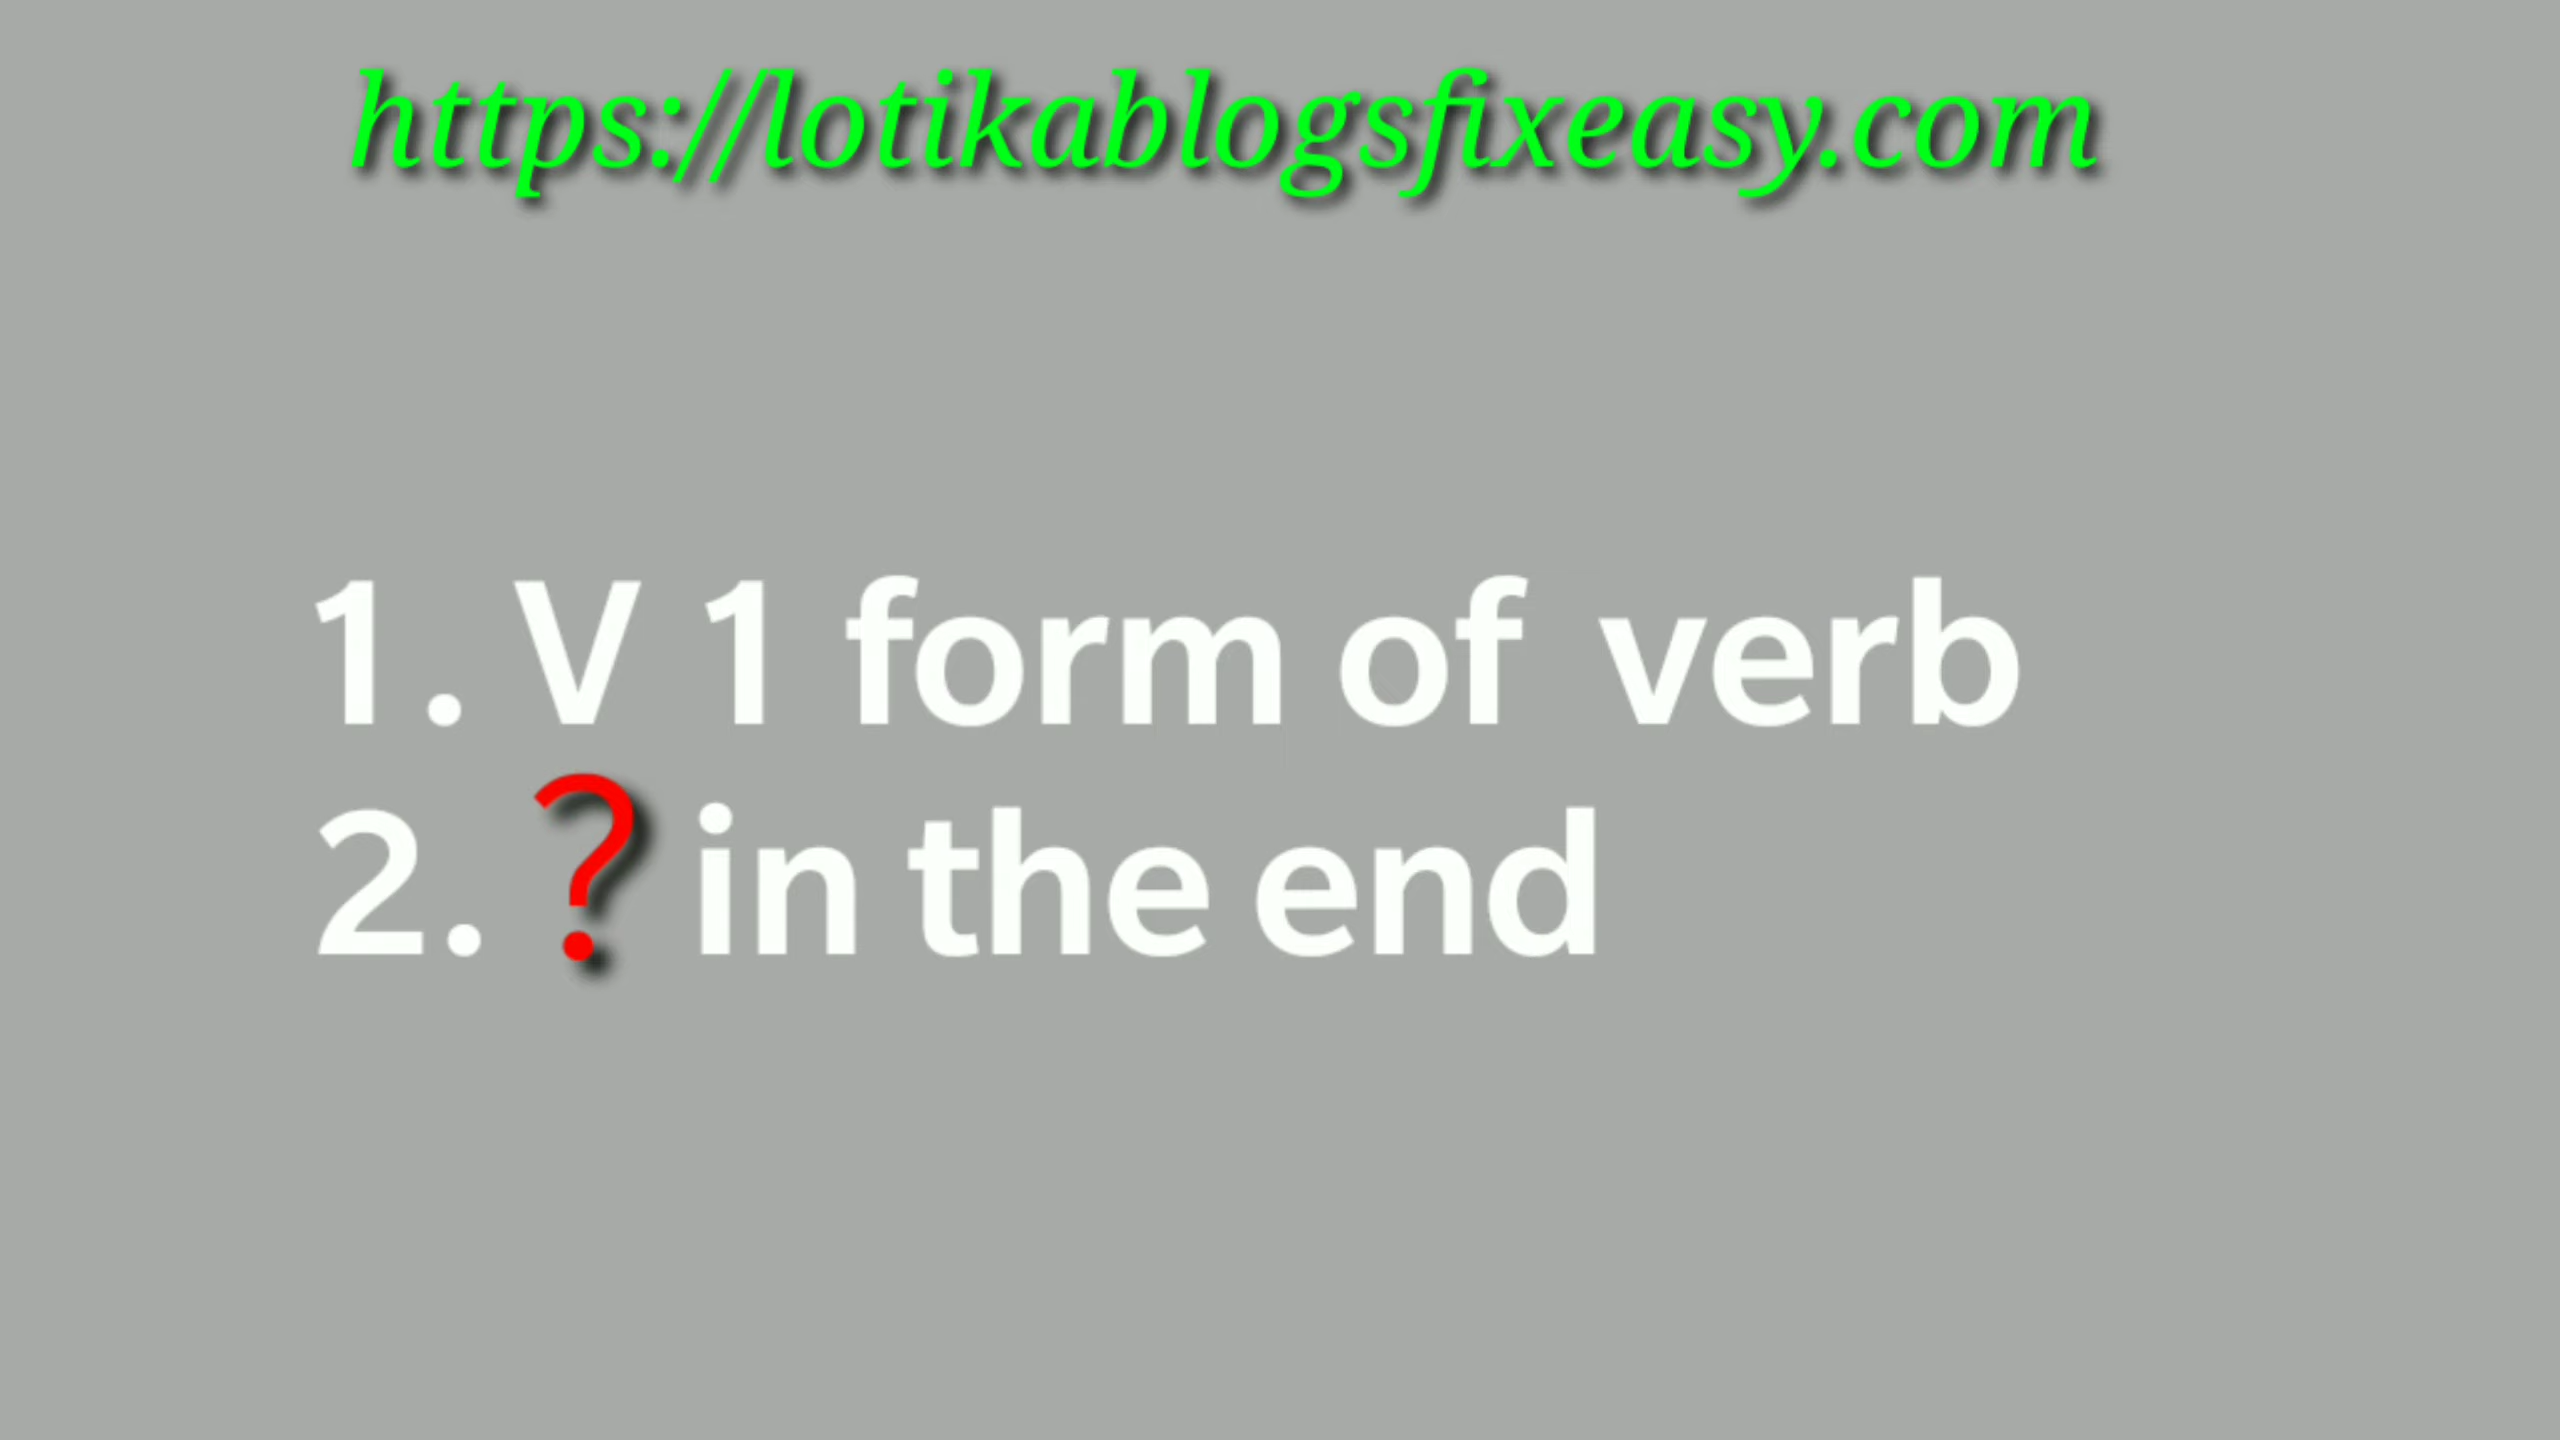 https://lotikablogsfixeasy.com
1. V 1 form of verb
2. ? in the end